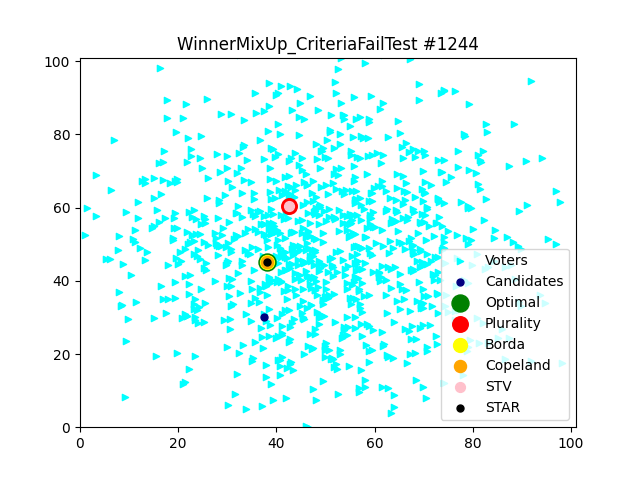 WinnerMixUp_CriteriaFailTest #1244
100
80
60
40
20
0
0 20 40 60 80 100
Voters
Candidates
Optimal
Plurality
Borda
Copeland
STV
STAR